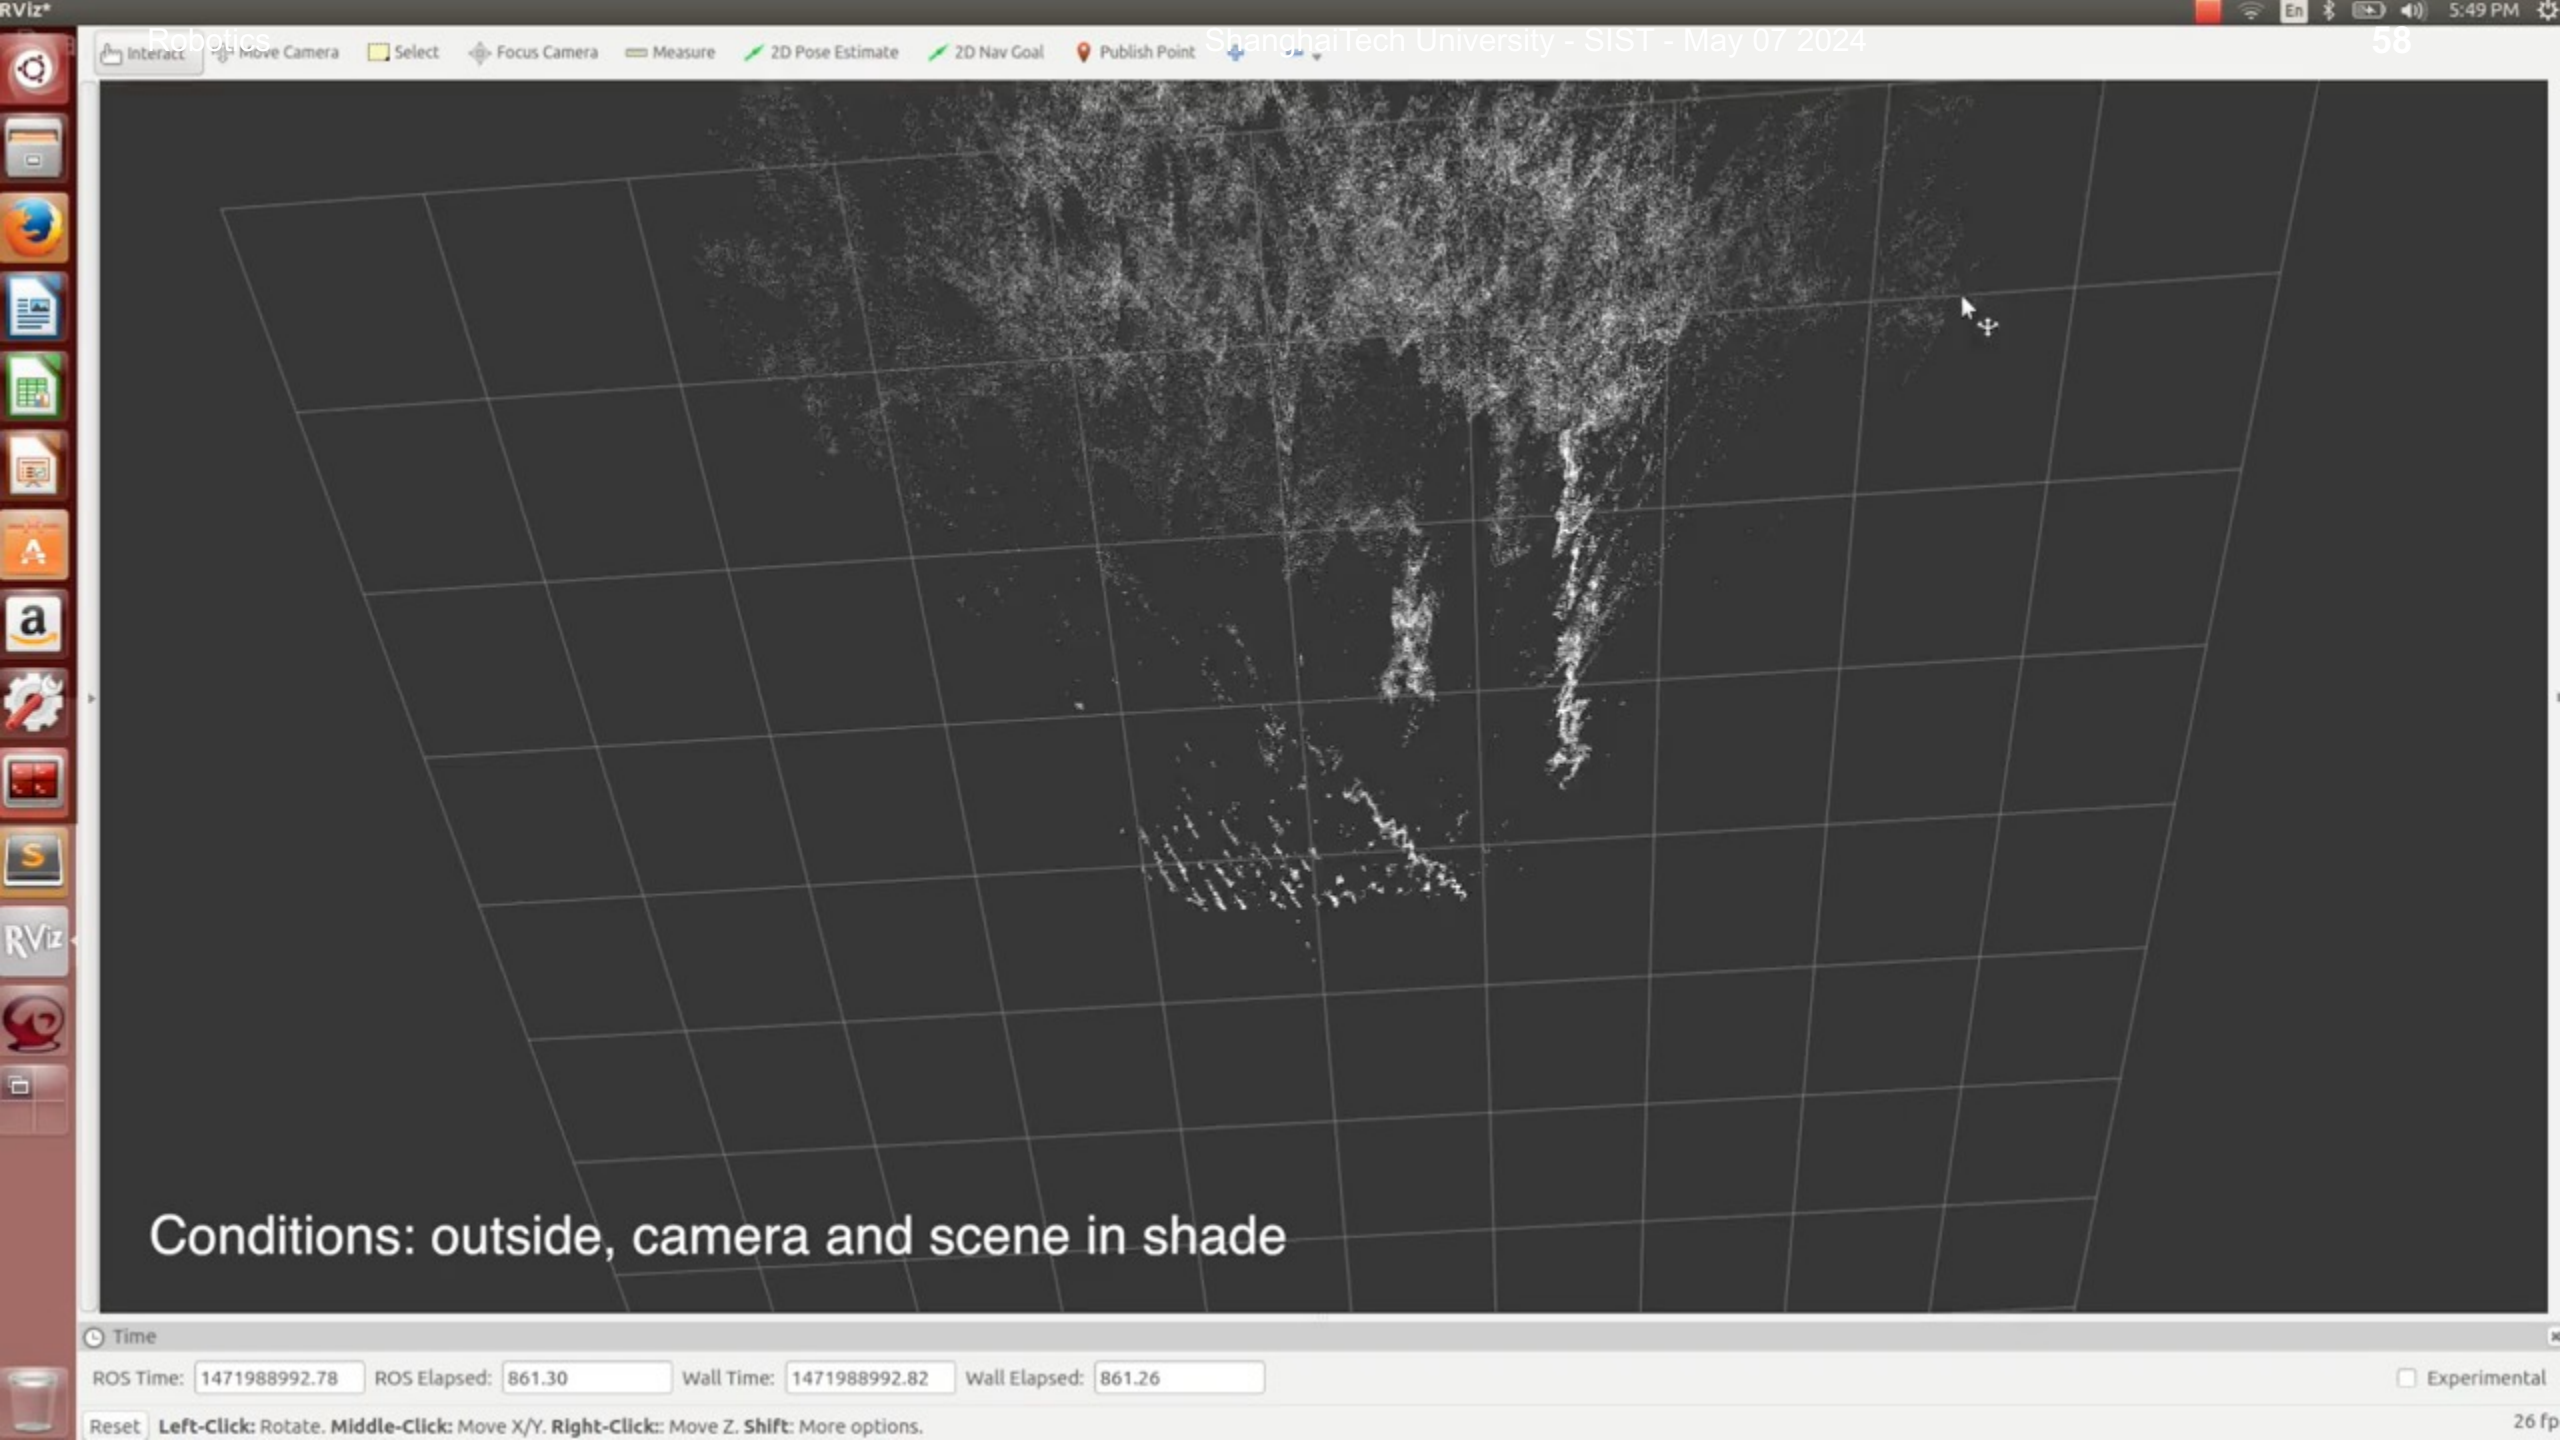 RViz*
En
5:49 PM
Robotics
ShanghaiTech University - SIST - May 07 2024
58
Interact
Move Camera
Select
Focus Camera
Measure
2D Pose Estimate
2D Nav Goal
Publish Point
a
S
RViz
Conditions: outside, camera and scene in shade
Time
ROS Time: 1471988992.78 ROS Elapsed: 861.30 Wall Time: 1471988992.82 Wall Elapsed: 861.26 Experimental
Reset Left-Click: Rotate. Middle-Click: Move X/Y. Right-Click:: Move Z. Shift: More options. 26 fp